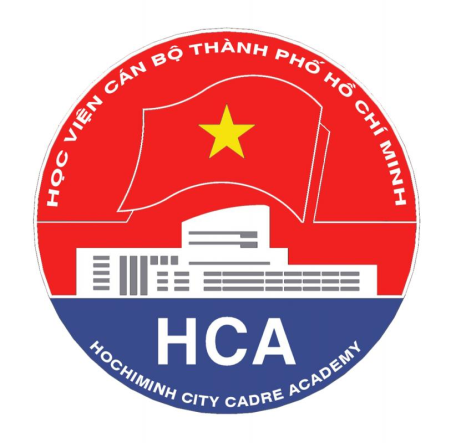 HỌC VIỆN CÁN BỘ THÀNH PHỐ HỒ CHÍ MINH
HCA
HOCHIMINH CITY CADRE ACADEMY